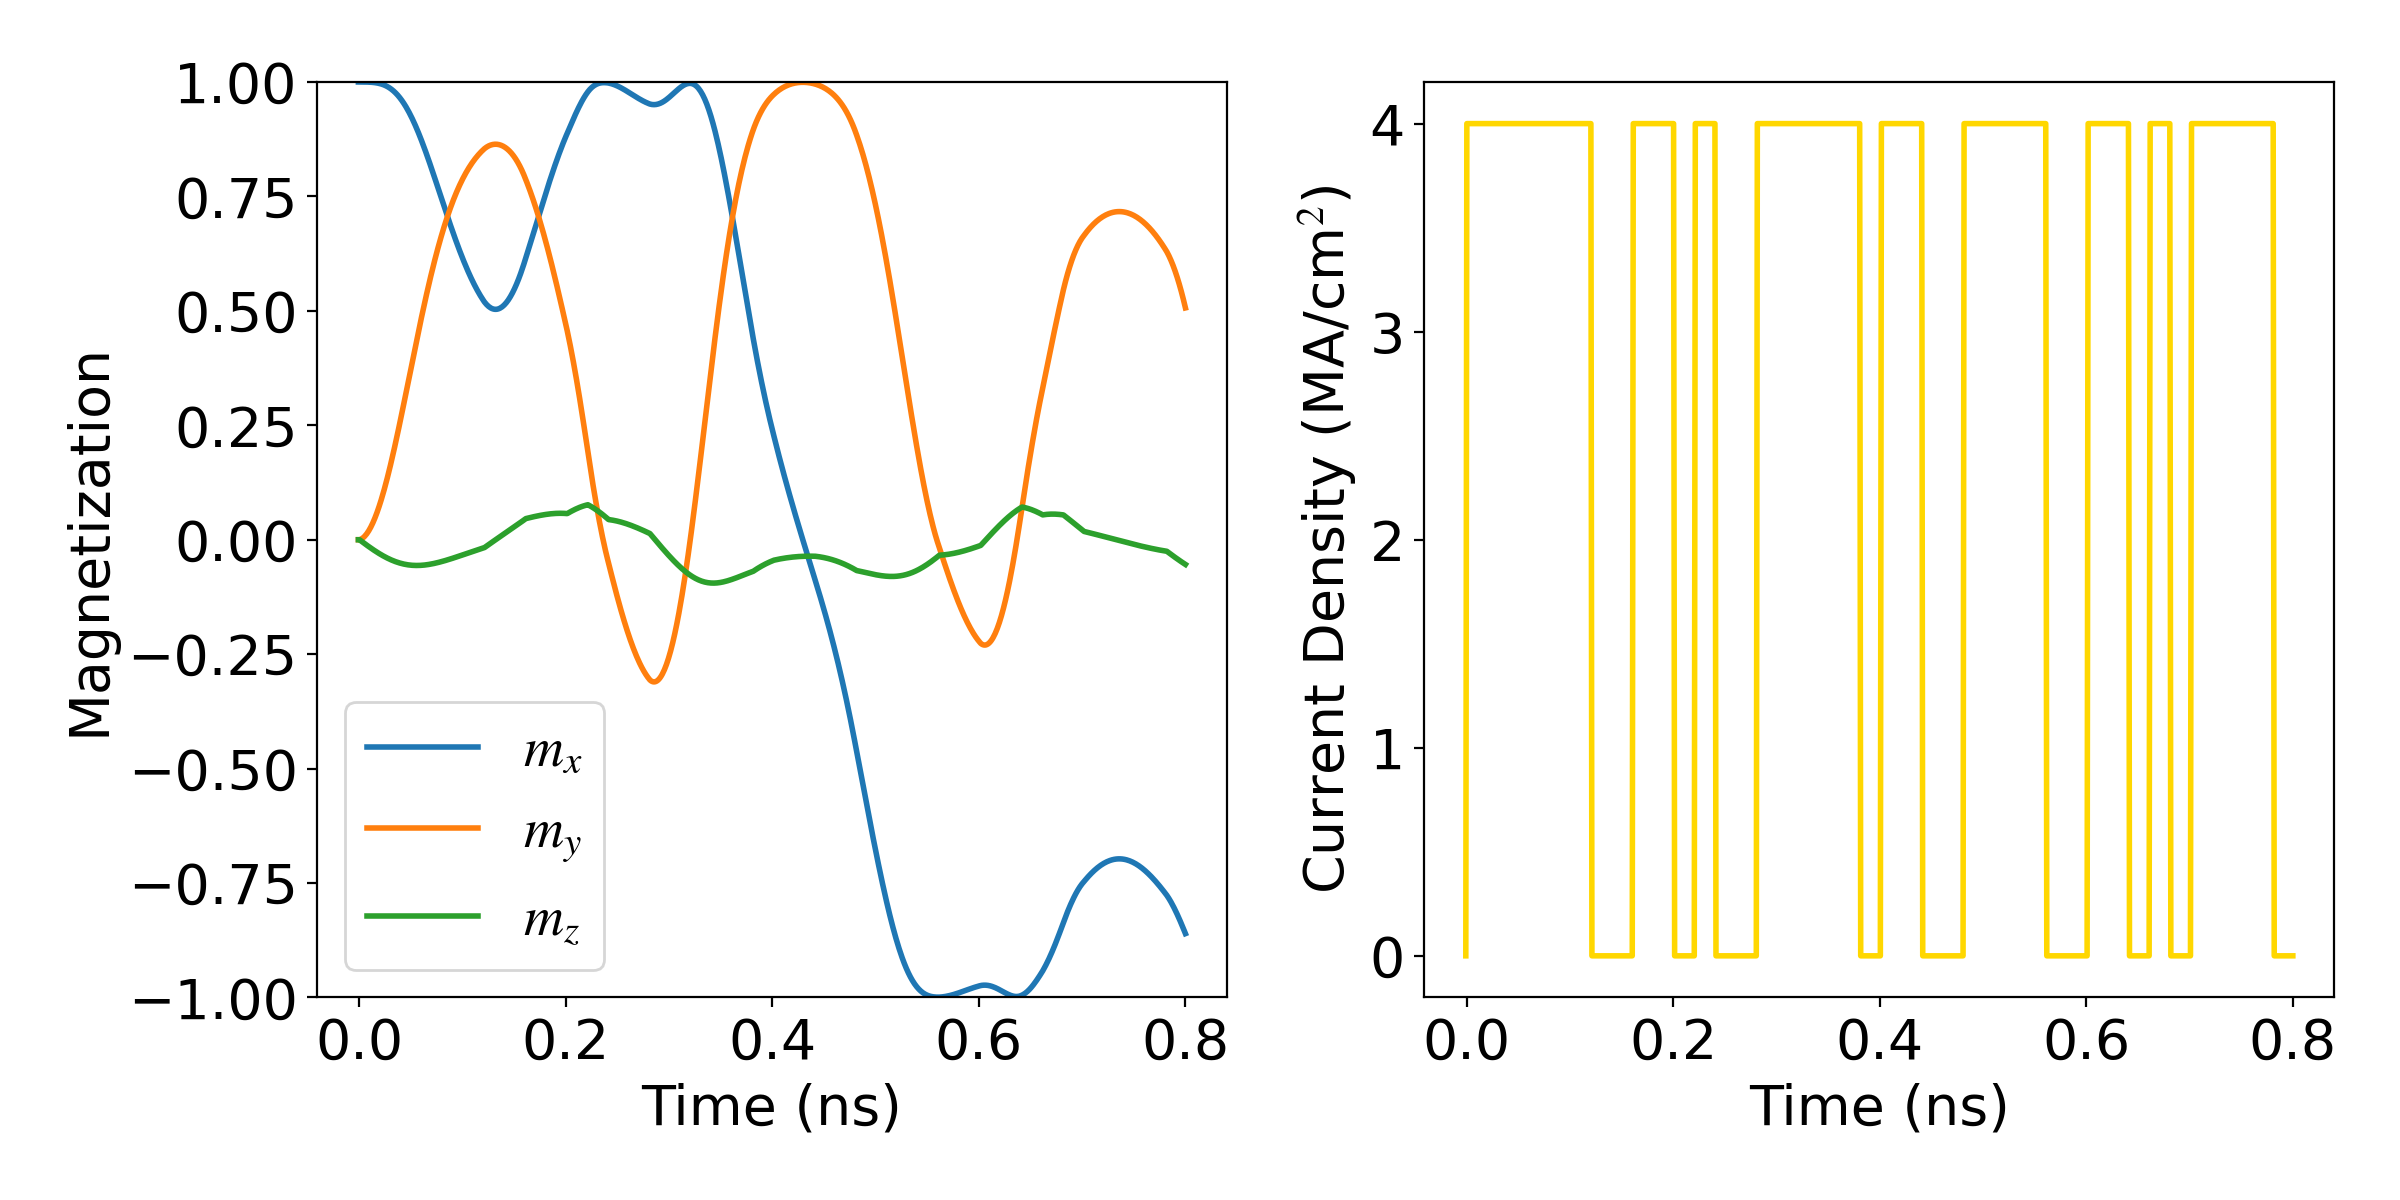 Magnetization
1.00
0.75
0.50
0.25
0.00
−0.25
−0.50
−0.75
−1.00
m_x
m_y
m_z
0.0 0.2 0.4 0.6 0.8
Time (ns)
Current Density (MA/cm²)
4
3
2
1
0
0.0 0.2 0.4 0.6 0.8
Time (ns)